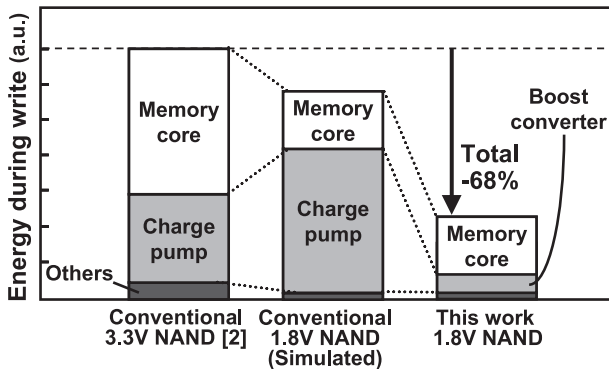 Energy during write (a.u.)
Memory
core
Charge
pump
Others
Memory
core
Charge
pump
Boost
converter
Total
-68%
Memory
core
Conventional
3.3V NAND [2]
Conventional
1.8V NAND
(Simulated)
This work
1.8V NAND